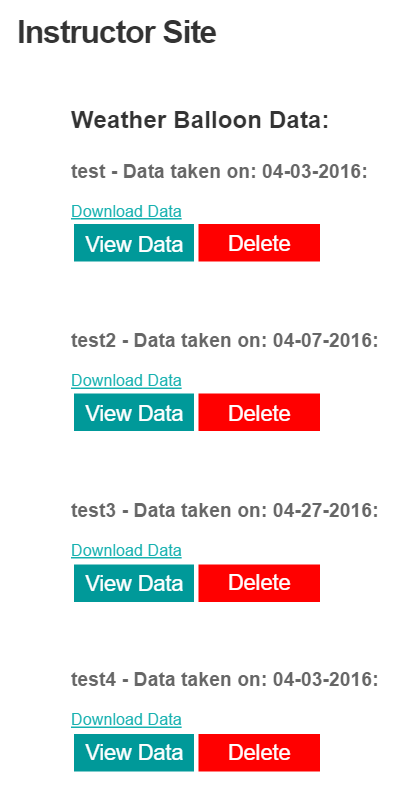 Instructor Site
Weather Balloon Data:
test - Data taken on: 04-03-2016:
Download Data
View Data Delete
test2 - Data taken on: 04-07-2016:
Download Data
View Data Delete
test3 - Data taken on: 04-27-2016:
Download Data
View Data Delete
test4 - Data taken on: 04-03-2016:
Download Data
View Data Delete